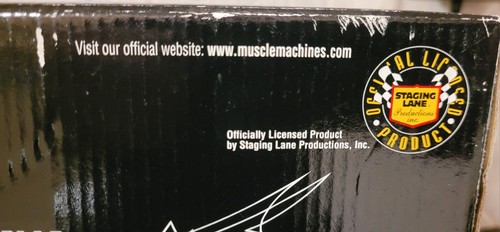 Visit our official website: www.musclemachines.com
OFFICIAL LICENSED
STAGING
LANE
Productions
inc.
PRODUCT
Officially Licensed Product
by Staging Lane Productions, Inc.